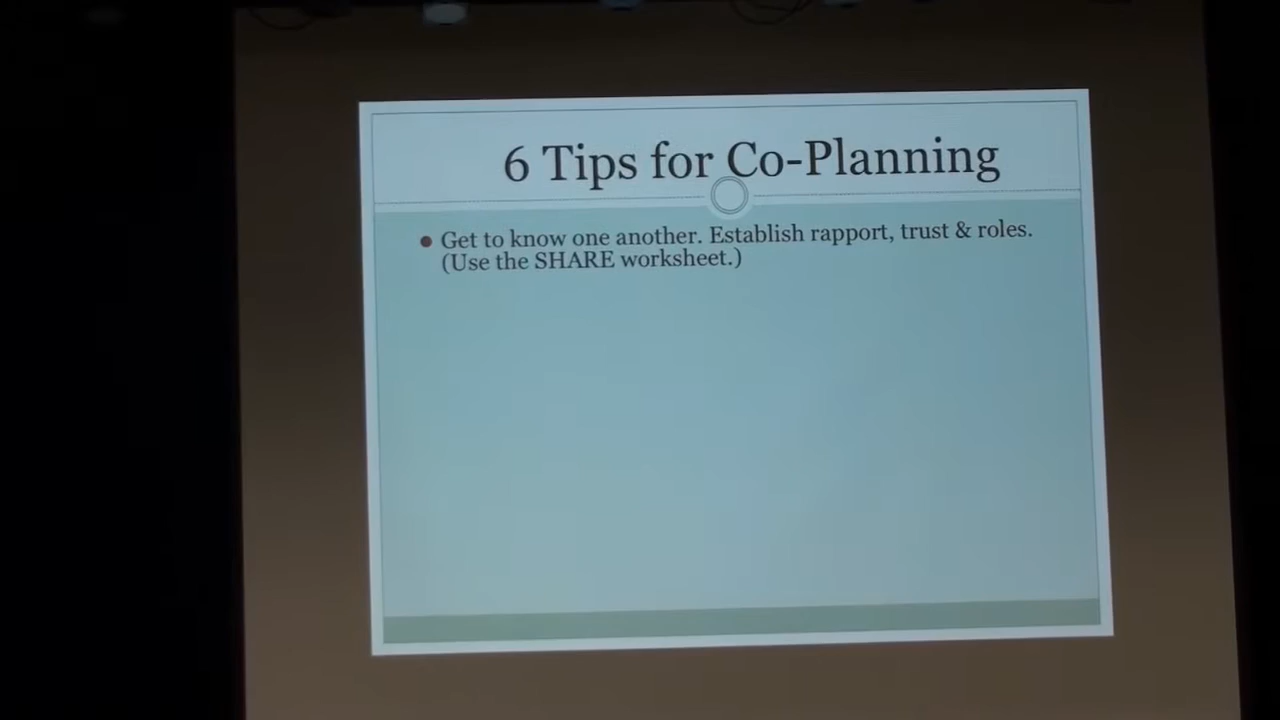 6 Tips for Co-Planning
Get to know one another. Establish rapport, trust & roles.
(Use the SHARE worksheet.)